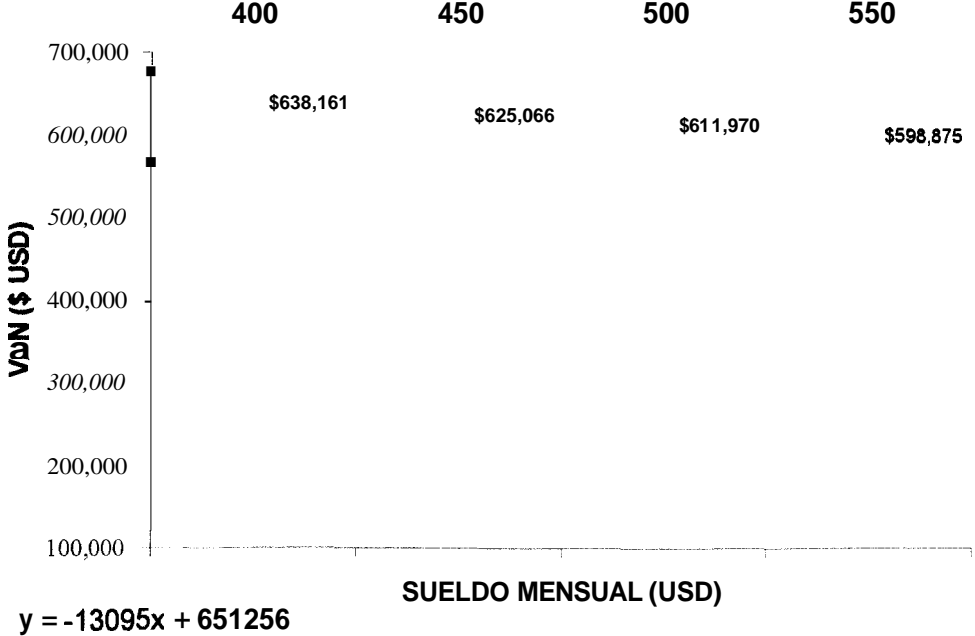 400 450 500 550
700,000
$638,161
$625,066
$611,970
600,000
$598,875
500,000
400,000
300,000
200,000
100,000
VAN ($ USD)
SUELDO MENSUAL (USD)
y = -13095x + 651256